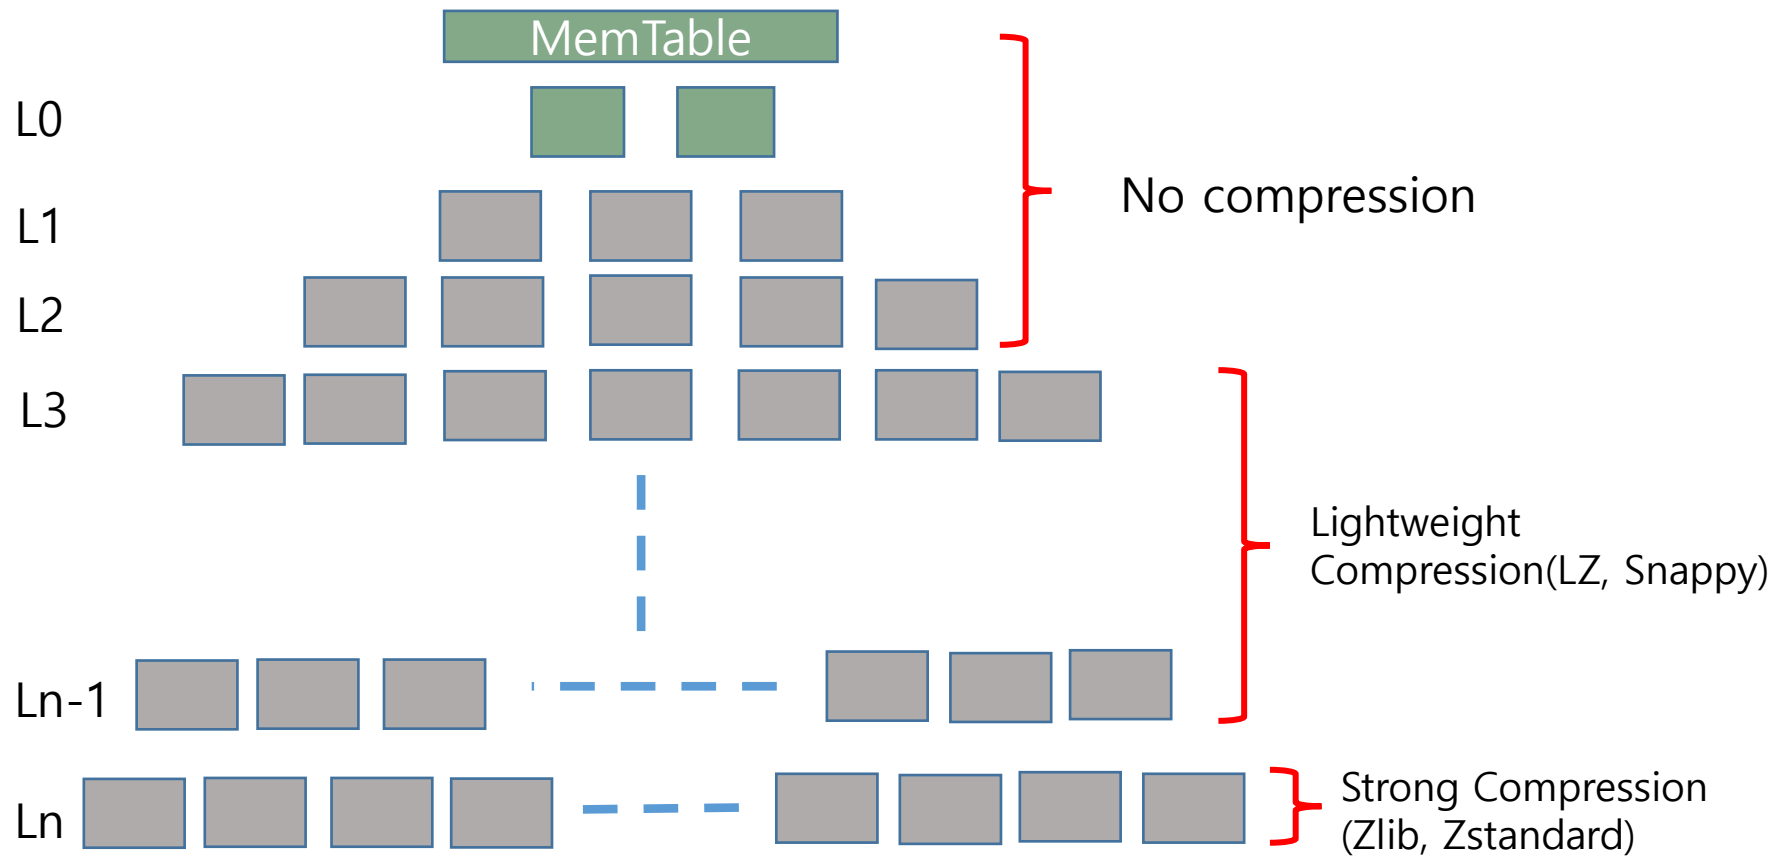 MemTable
L0
No compression
L1
L2
L3
Lightweight
Compression(LZ, Snappy)
Ln-1
Strong Compression
(Zlib, Zstandard)
Ln